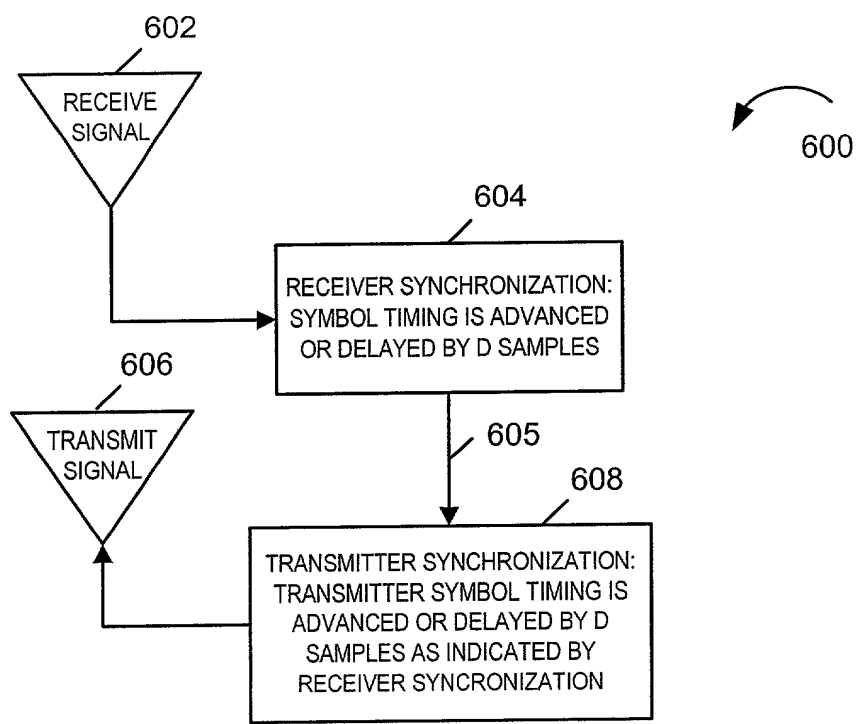 602
RECEIVE
SIGNAL
600
604
RECEIVER SYNCHRONIZATION:
SYMBOL TIMING IS ADVANCED
OR DELAYED BY D SAMPLES
606
TRANSMIT
SIGNAL
605
608
TRANSMITTER SYNCHRONIZATION:
TRANSMITTER SYMBOL TIMING IS
ADVANCED OR DELAYED BY D
SAMPLES AS INDICATED BY
RECEIVER SYNCRONIZATION